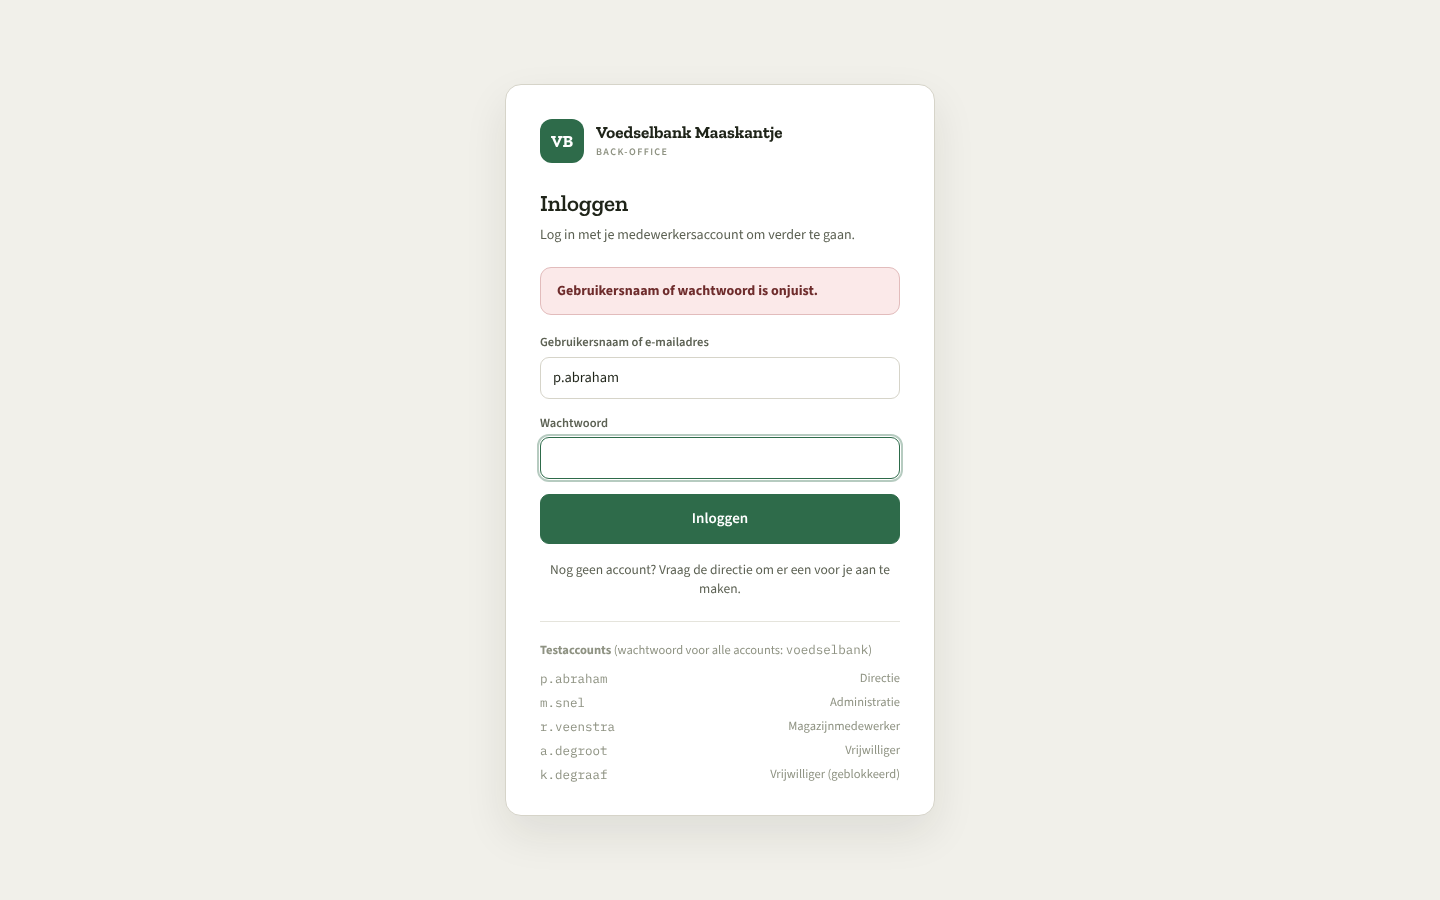 VB
Voedselbank Maaskantje
BACK-OFFICE
Inloggen
Log in met je medewerkersaccount om verder te gaan.
Gebruikersnaam of wachtwoord is onjuist.
Gebruikersnaam of e-mailadres
p.abraham
Wachtwoord
Inloggen
Nog geen account? Vraag de directie om er een voor je aan te
maken.
Testaccounts (wachtwoord voor alle accounts: voedselbank)
p.abraham Directie
m.snel Administratie
r.veenstra Magazijnmedewerker
a.degroot Vrijwilliger
k.degraaf Vrijwilliger (geblokkeerd)